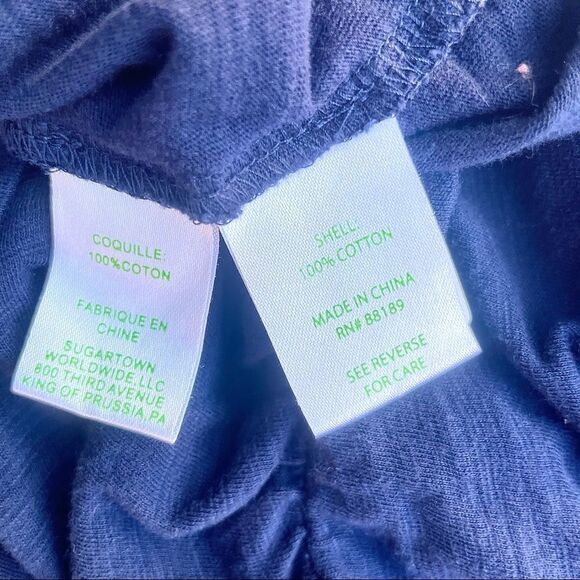 COQUILLE:
100%COTON
FABRIQUE EN
CHINE
SUGARTOWN
WORLDWIDE, LLC
800 THIRD AVENUE
KING OF PRUSSIA, PA
SHELL:
100% COTTON
MADE IN CHINA
RN# 88189
SEE REVERSE
FOR CARE